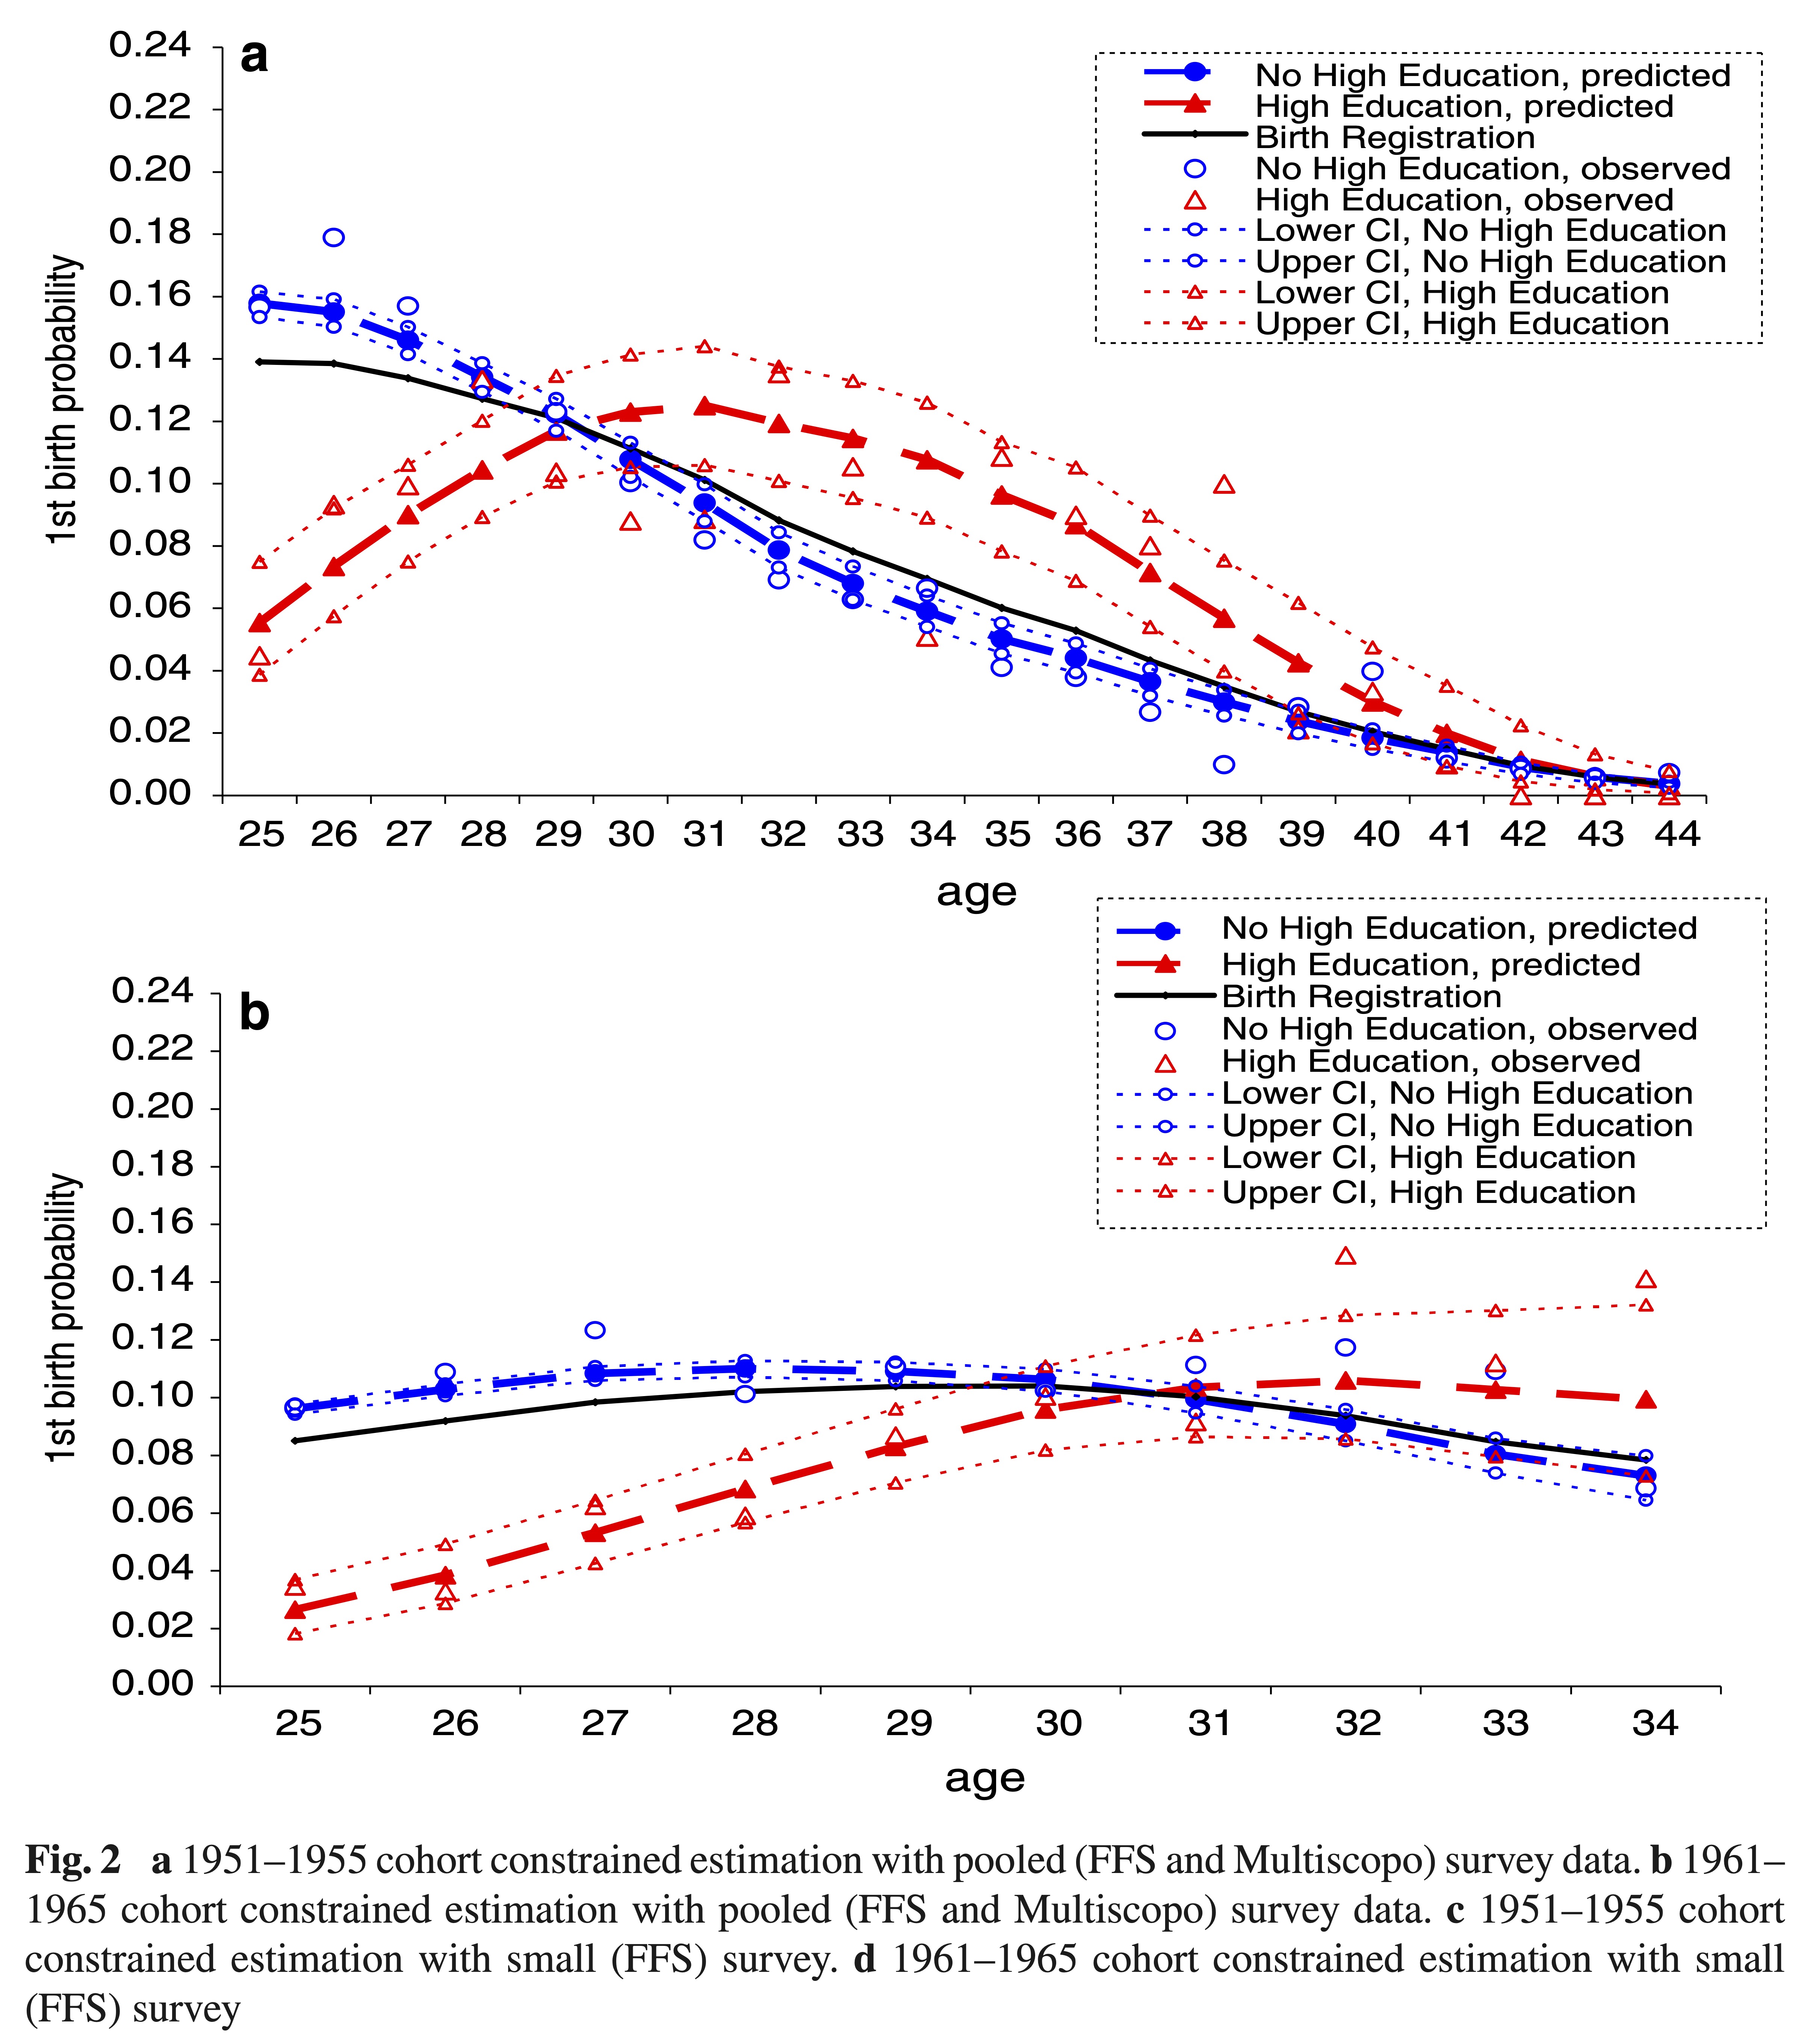 a
0.24
0.22
0.20
0.18
0.16
0.14
0.12
0.10
0.08
0.06
0.04
0.02
0.00
1st birth probability
No High Education, predicted
High Education, predicted
Birth Registration
No High Education, observed
High Education, observed
Lower CI, No High Education
Upper CI, No High Education
Lower CI, High Education
Upper CI, High Education
25 26 27 28 29 30 31 32 33 34 35 36 37 38 39 40 41 42 43 44
age
b
0.24
0.22
0.20
0.18
0.16
0.14
0.12
0.10
0.08
0.06
0.04
0.02
0.00
1st birth probability
No High Education, predicted
High Education, predicted
Birth Registration
No High Education, observed
High Education, observed
Lower CI, No High Education
Upper CI, No High Education
Lower CI, High Education
Upper CI, High Education
25 26 27 28 29 30 31 32 33 34
age
Fig. 2 a 1951–1955 cohort constrained estimation with pooled (FFS and Multiscopo) survey data. b 1961–
1965 cohort constrained estimation with pooled (FFS and Multiscopo) survey data. c 1951–1955 cohort
constrained estimation with small (FFS) survey. d 1961–1965 cohort constrained estimation with small
(FFS) survey